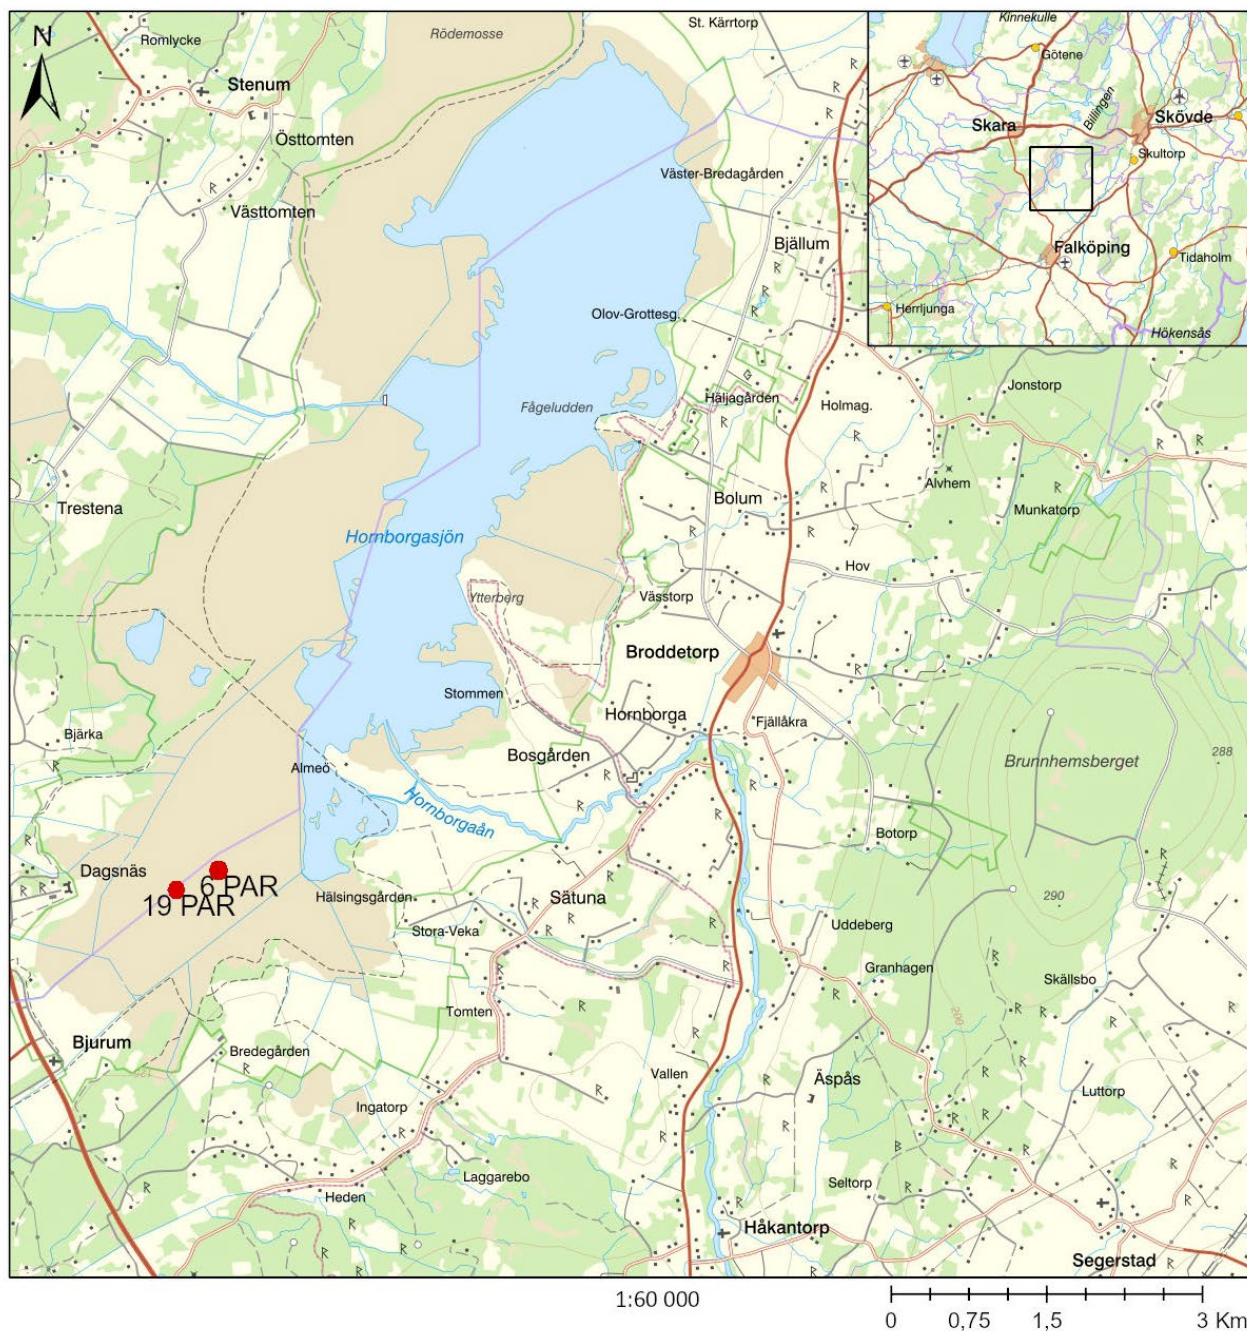 N
Romlycke
Rödemosse
St. Kärrtorp
Kinnekulle
Götene
Stenum
Billingen
Skövde
Skara
Östtomten
Skultorp
Väster-Bredagården
Västtomten
Bjällum
Falköping
Tidaholm
Olov-Grottesg.
Herrljunga
Hökensås
Jonstorp
Fågeludden
Häljagården
Holmag.
Alvhem
Trestena
Bolum
Munkatorp
Hornborgasjön
Hov
Ytterberg
Vässtorp
Broddetorp
Stommen
Hornborga
Fjällåkra
Bjärka
Bosgården
288
Brunnhemsberget
Almeö
Hornborgaån
Botorp
Dagsnäs
6 PAR
19 PAR
Hälsingsgården
Sätuna
290
Stora-Veka
Uddeberg
Granhagen
Skällsbo
Tomten
200
Bjurum
Bredegården
Vallen
Äspås
Luttorp
Ingatorp
Laggarebo
Seltorp
Heden
Håkantorp
Segerstad
1:60 000
0 0,75 1,5 3 Km